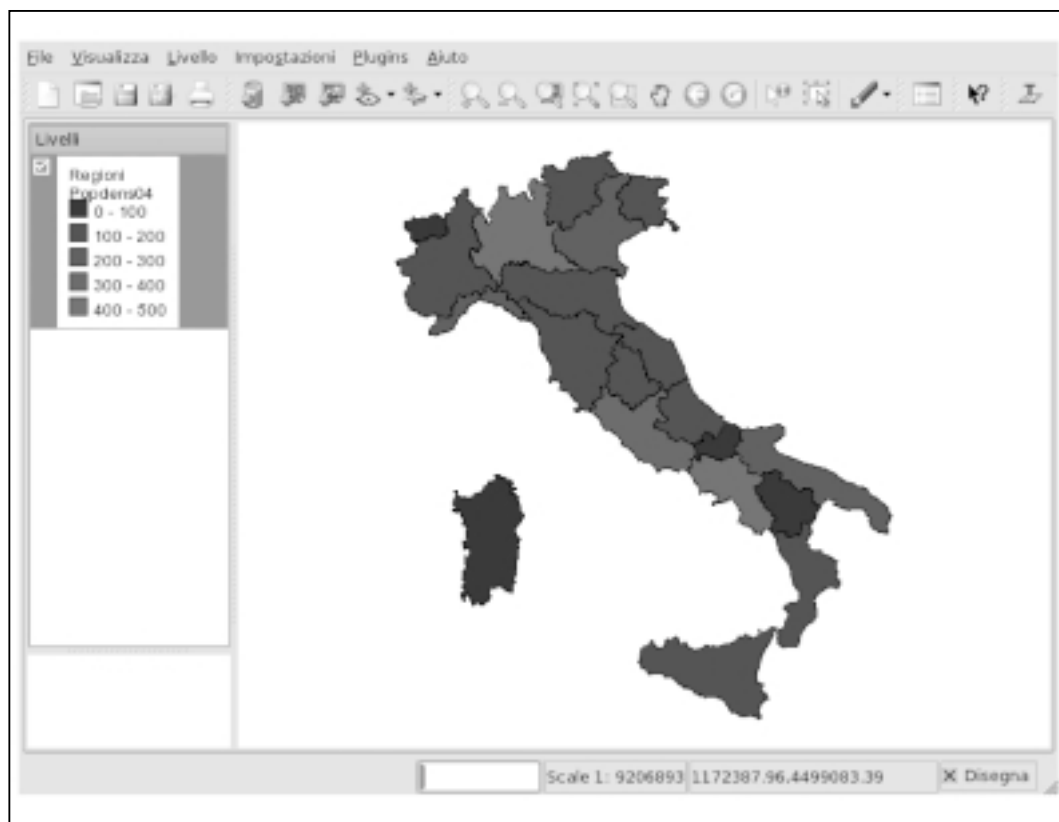 File Visualizza Livello Impostazioni Plugins Aiuto
Livelli
Regioni
Popdens04
0 - 100
100 - 200
200 - 300
300 - 400
400 - 500
Scale 1: 9206893 1172387.96,4499083.39 Disegna